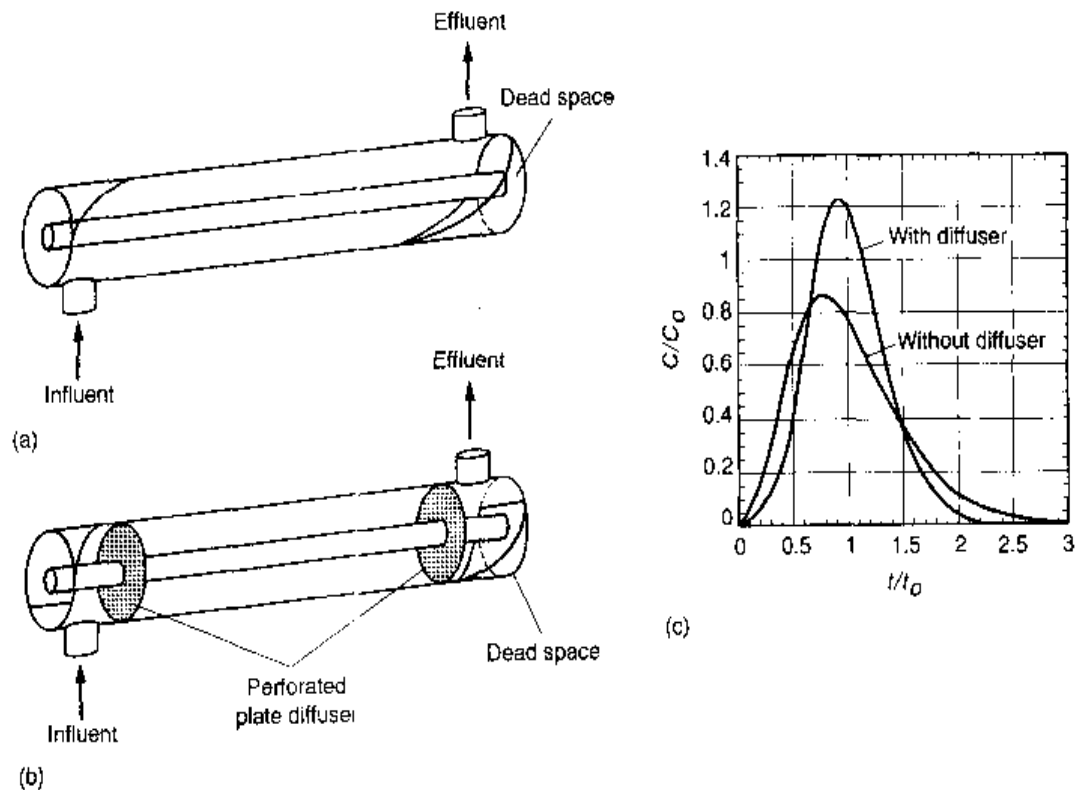 Effluent
Dead space
Influent
(a)
Effluent
Dead space
Perforated
plate diffuser
Influent
(b)
1.4
1.2
1
0.8
0.6
0.4
0.2
0
C/Co
With diffuser
Without diffuser
0 0.5 1 1.5 2 2.5 3
t/to
(c)